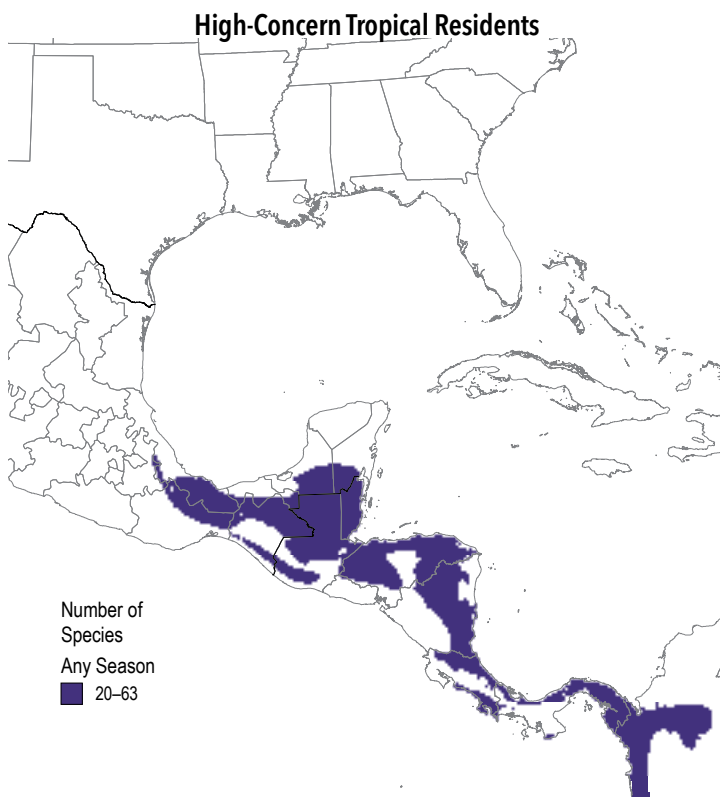 High-Concern Tropical Residents
Number of
Species
Any Season
20–63